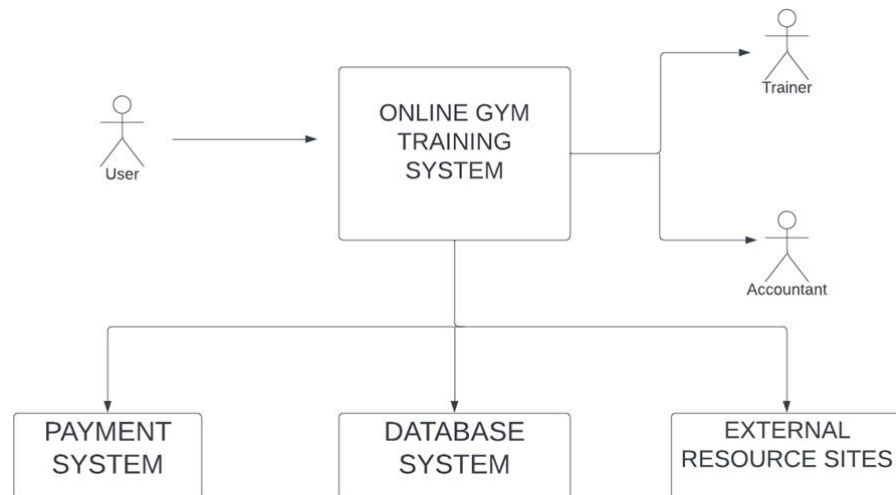 Trainer
ONLINE GYM
TRAINING
SYSTEM
User
Accountant
PAYMENT
SYSTEM
DATABASE
SYSTEM
EXTERNAL
RESOURCE SITES